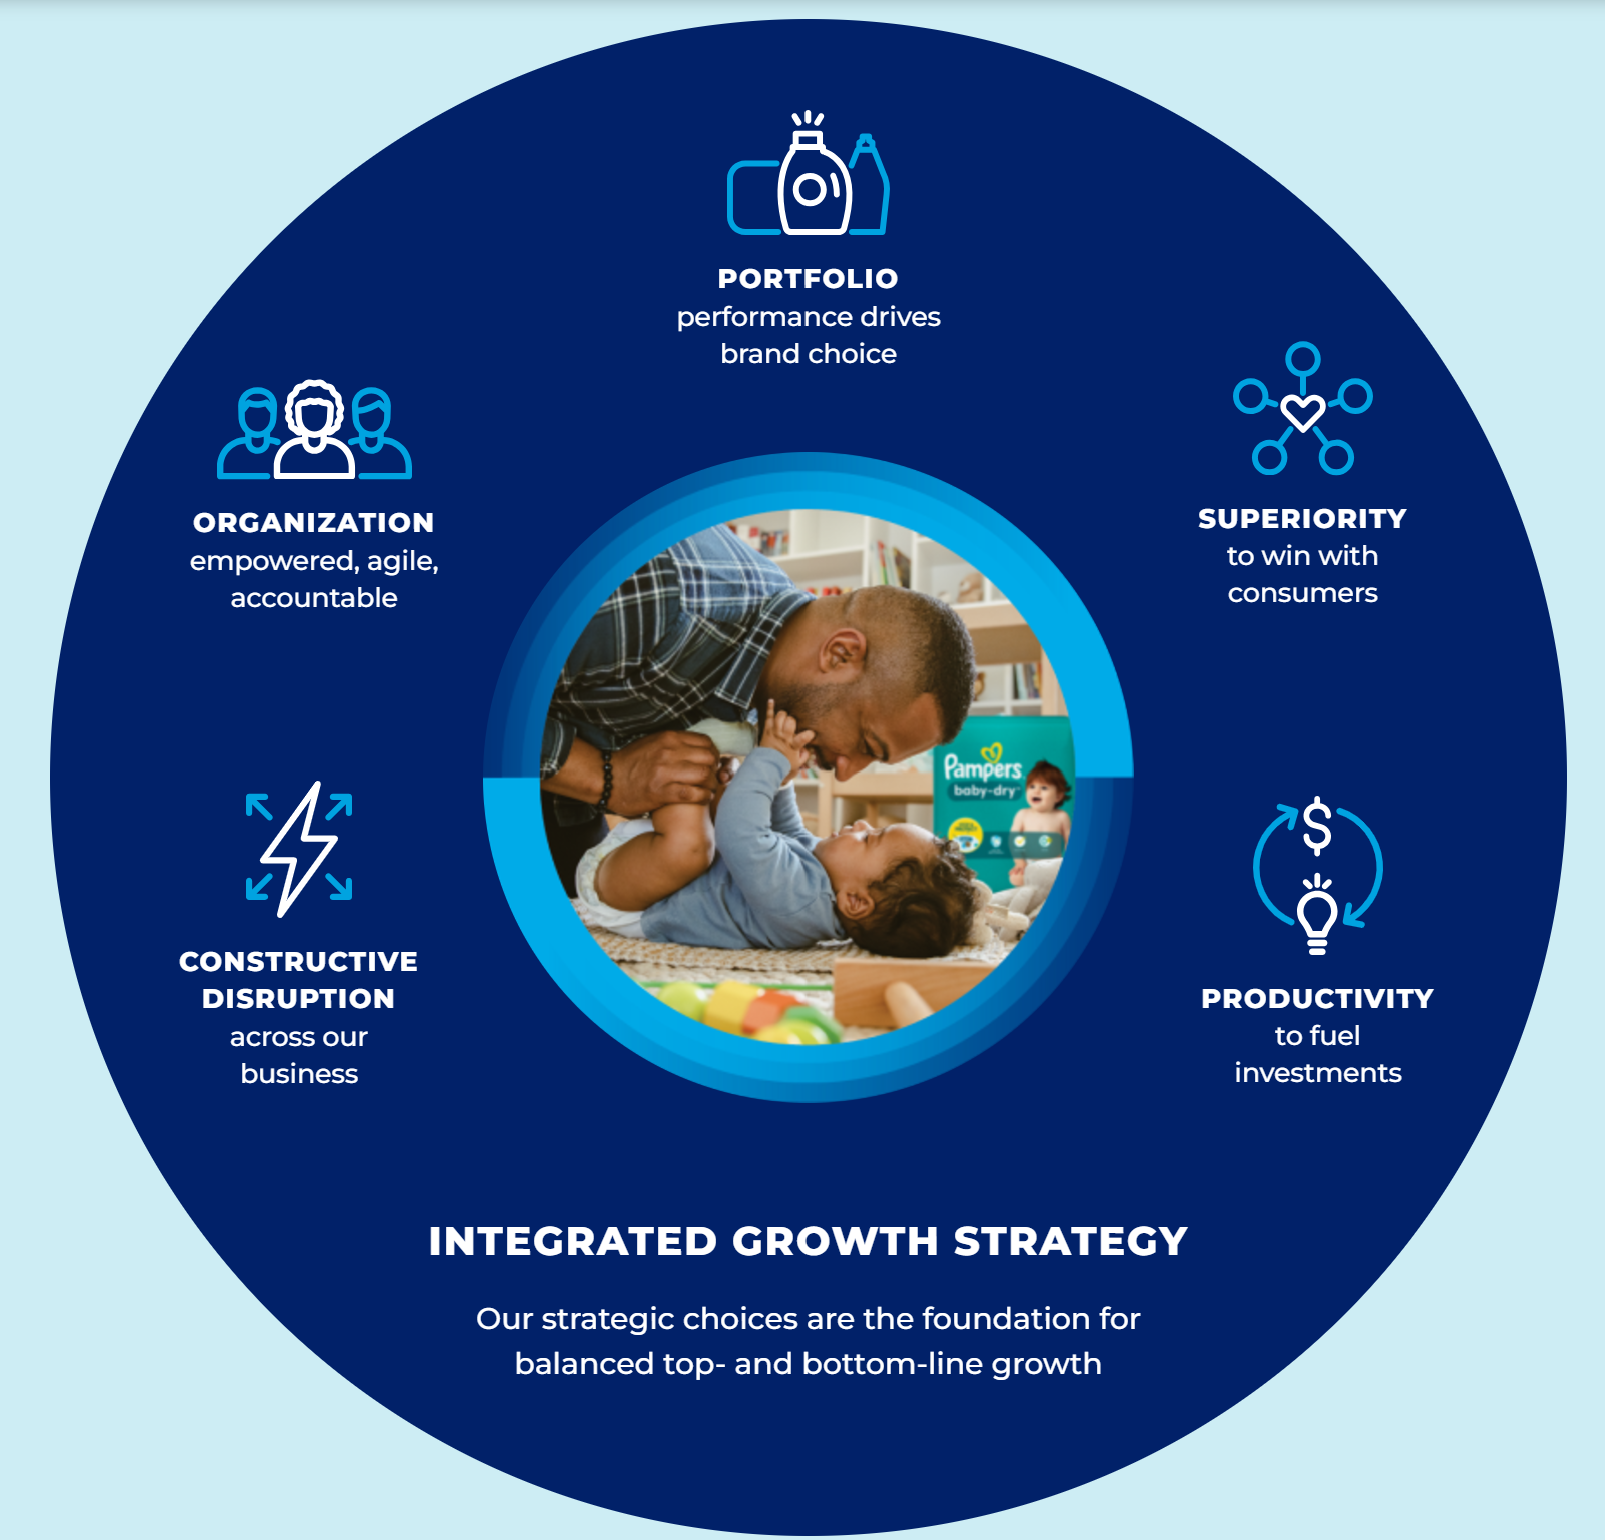 PORTFOLIO
performance drives
brand choice
SUPERIORITY
to win with
consumers
PRODUCTIVITY
to fuel
investments
CONSTRUCTIVE
DISRUPTION
across our
business
ORGANIZATION
empowered, agile,
accountable
Pampers
baby-dry™
INTEGRATED GROWTH STRATEGY
Our strategic choices are the foundation for
balanced top- and bottom-line growth